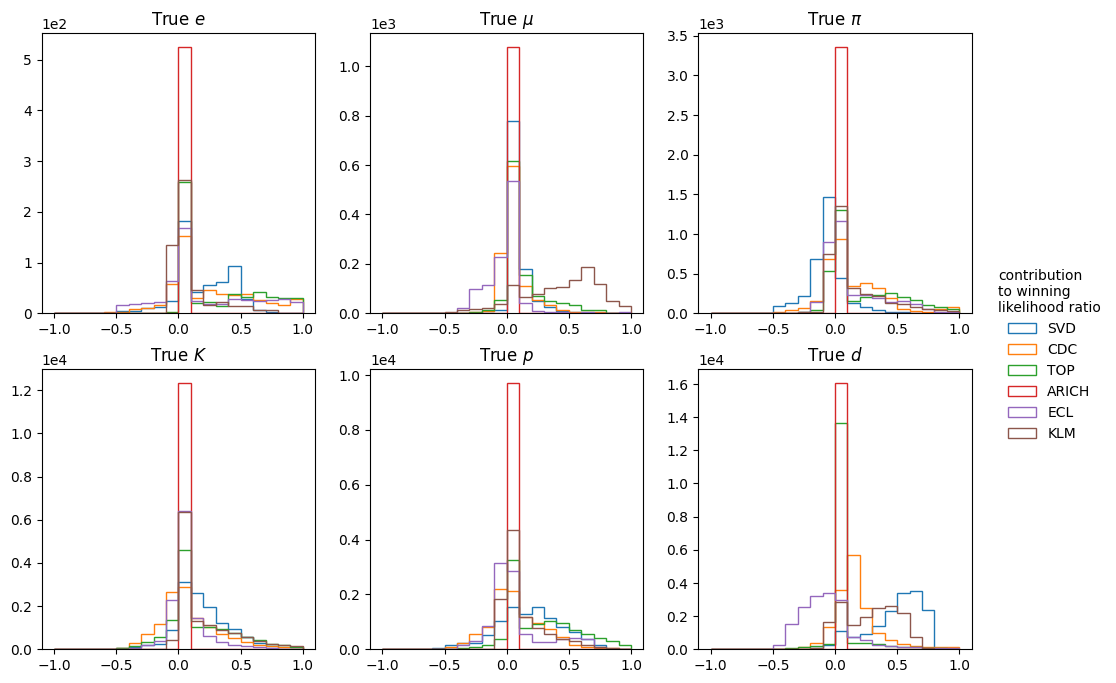 True e
1e2
5
4
3
2
1
0
−1.0 −0.5 0.0 0.5 1.0
True μ
1e3
1.0
0.8
0.6
0.4
0.2
0.0
−1.0 −0.5 0.0 0.5 1.0
True π
1e3
3.5
3.0
2.5
2.0
1.5
1.0
0.5
0.0
−1.0 −0.5 0.0 0.5 1.0
True K
1e4
1.2
1.0
0.8
0.6
0.4
0.2
0.0
−1.0 −0.5 0.0 0.5 1.0
True p
1e4
1.0
0.8
0.6
0.4
0.2
0.0
−1.0 −0.5 0.0 0.5 1.0
True d
1e4
1.6
1.4
1.2
1.0
0.8
0.6
0.4
0.2
0.0
−1.0 −0.5 0.0 0.5 1.0
contribution
to winning
likelihood ratio
SVD
CDC
TOP
ARICH
ECL
KLM